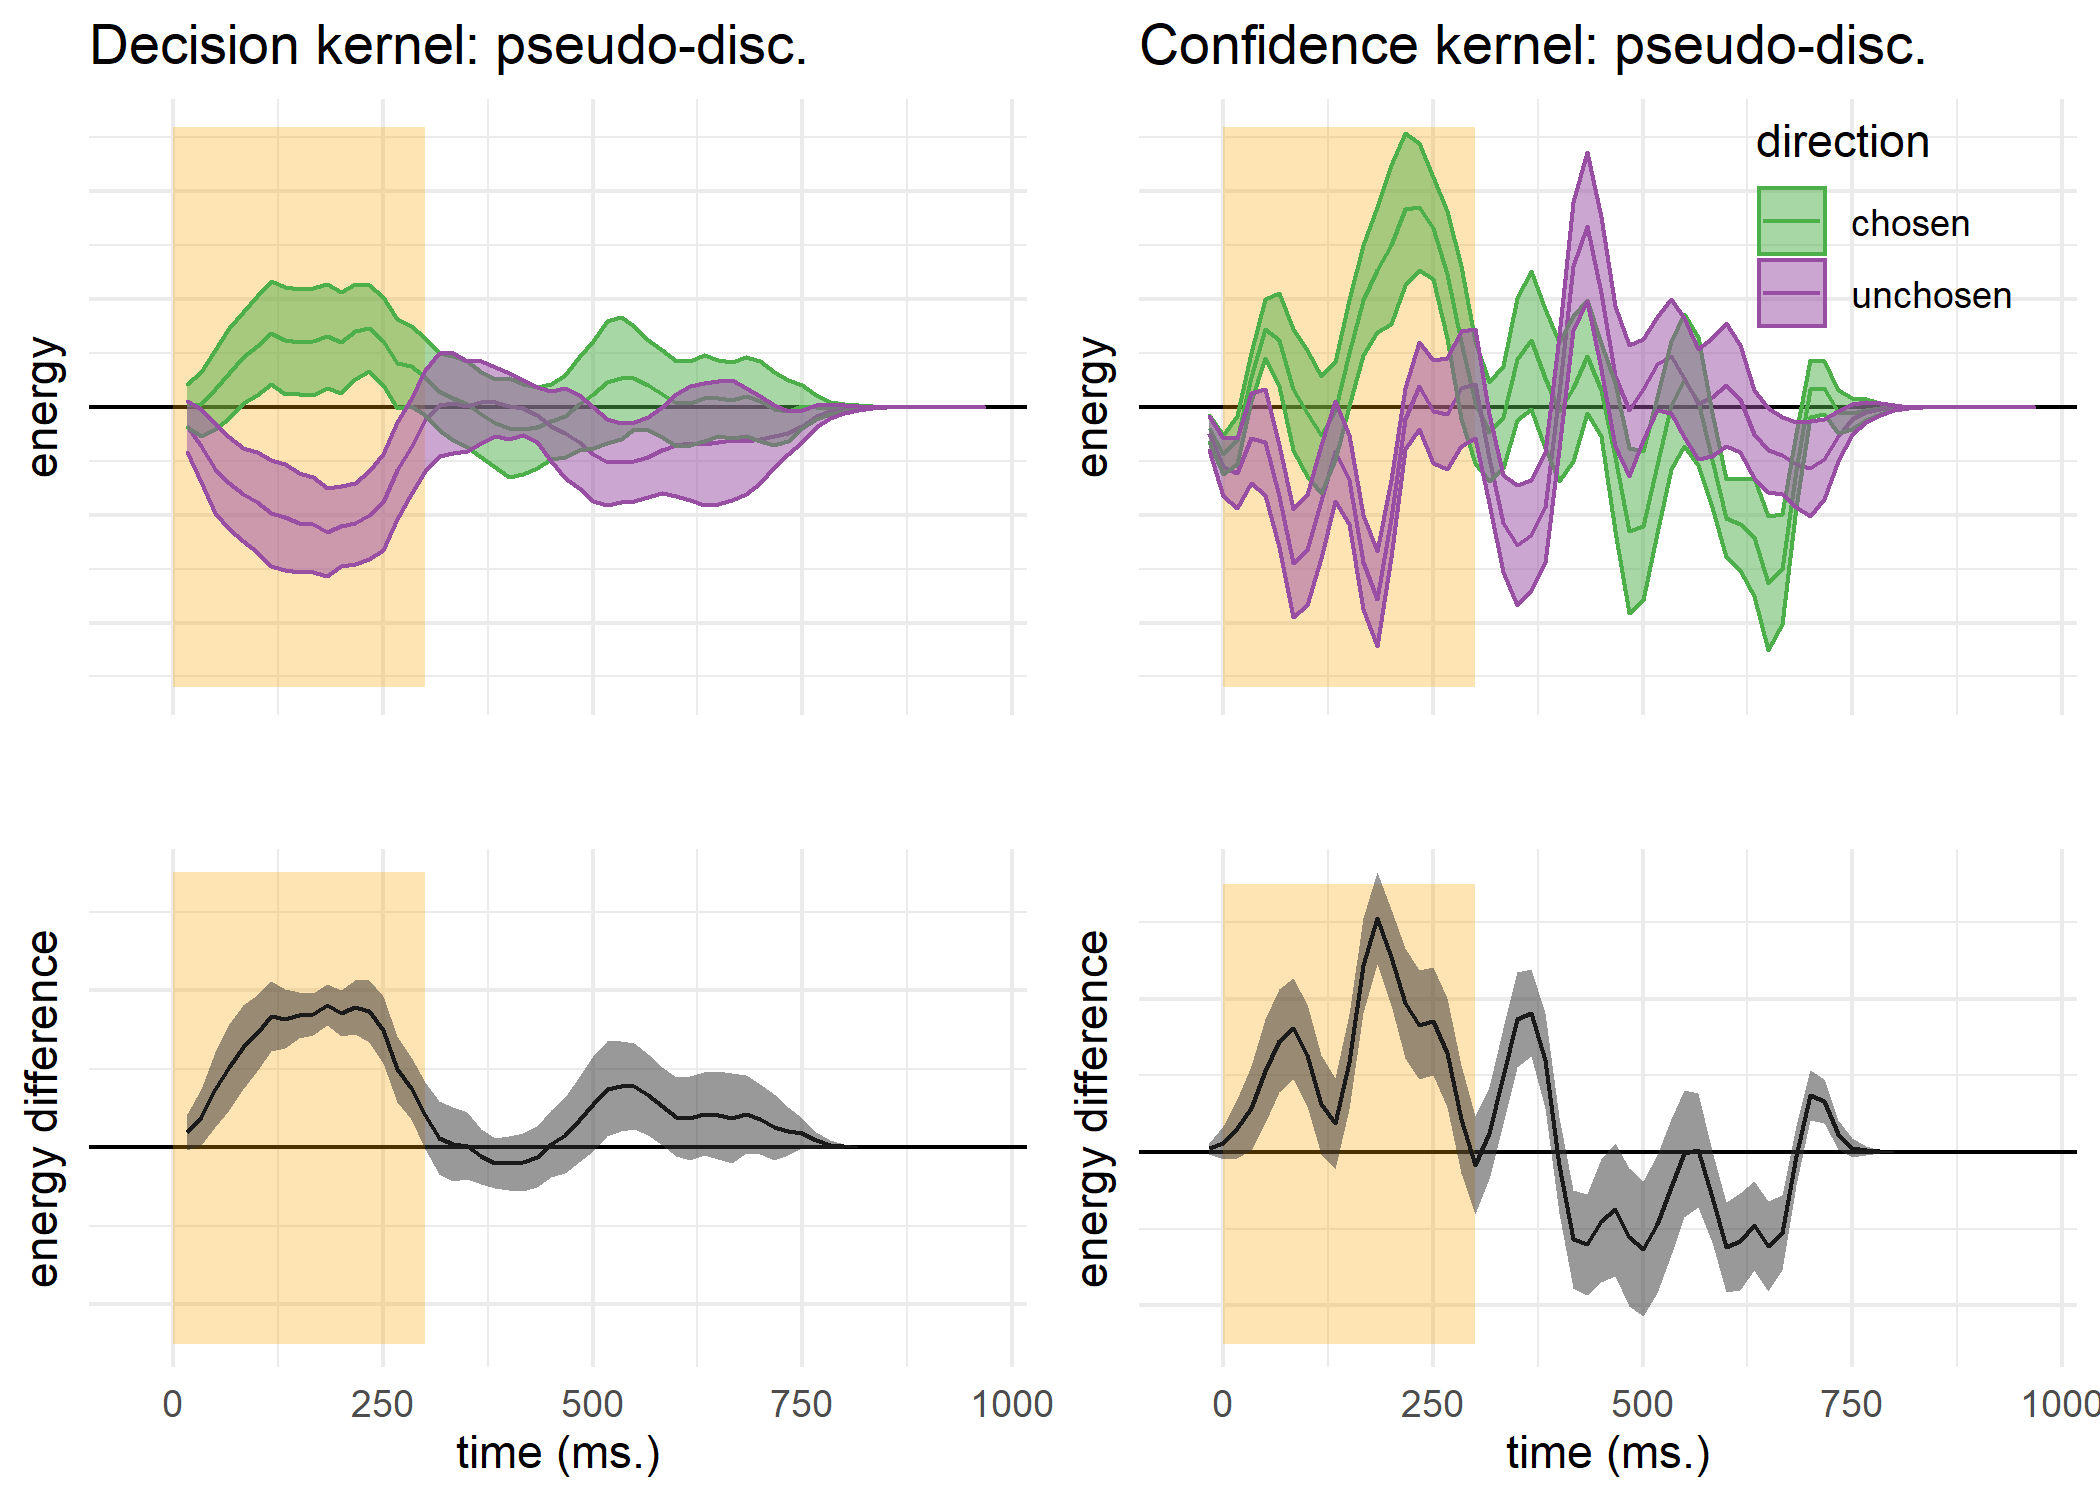 Decision kernel: pseudo-disc.
Confidence kernel: pseudo-disc.
energy
energy
direction
chosen
unchosen
energy difference
energy difference
0 250 500 750 1000
0 250 500 750 1000
time (ms.)
time (ms.)